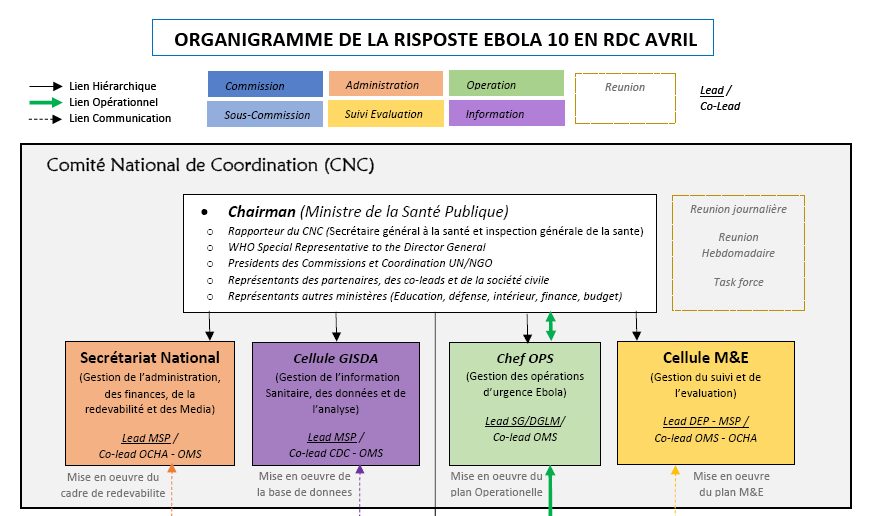 ORGANIGRAMME DE LA RISPOSTE EBOLA 10 EN RDC AVRIL
Lien Hiérarchique
Lien Opérationnel
Lien Communication
Commission
Administration
Operation
Sous-Commission
Suivi Evaluation
Information
Reunion
Lead /
Co-Lead
Comité National de Coordination (CNC)
• Chairman (Ministre de la Santé Publique)
o Rapporteur du CNC (Secrétaire général à la santé et inspection générale de la sante)
o WHO Special Representative to the Director General
o Presidents des Commissions et Coordination UN/NGO
o Représentants des partenaires, des co-leads et de la société civile
o Représentants autres ministères (Education, défense, intérieur, finance, budget)
Reunion journalière
Reunion
Hebdomadaire
Task force
Secrétariat National
(Gestion de l'administration,
des finances, de la
redevabilité et des Media)
Lead MSP /
Co-lead OCHA - OMS
Cellule GISDA
(Gestion de l'information
Sanitaire, des données et de
l'analyse)
Lead MSP /
Co-lead CDC - OMS
Chef OPS
(Gestion des opérations
d'urgence Ebola)
Lead SG/DGLM/
Co-lead OMS
Cellule M&E
(Gestion du suivi et de
l'evaluation)
Lead DEP - MSP /
Co-lead OMS - OCHA
Mise en oeuvre du
cadre de redevabilite
Mise en oeuvre de
la base de donnees
Mise en oeuvre du
plan Operationelle
Mise en oeuvre
du plan M&E